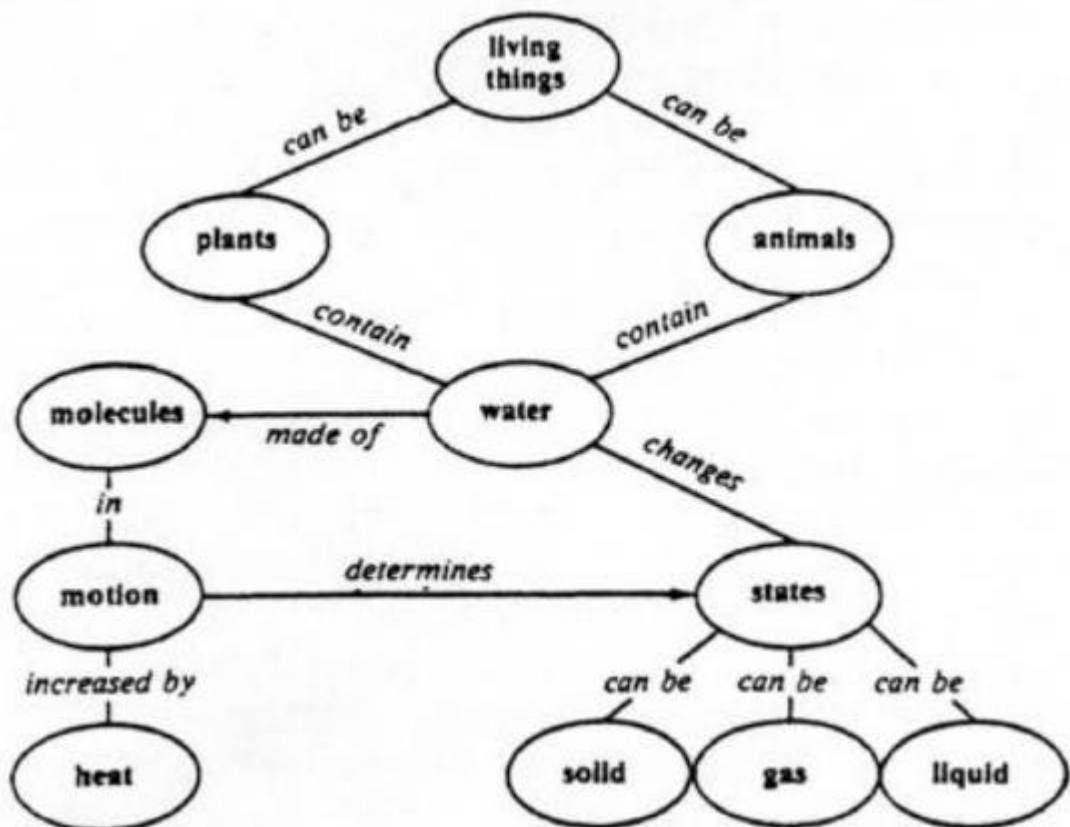 living
things
can be
can be
plants
animals
contain
contain
molecules
water
made of
changes
in
motion
determines
states
increased by
can be
can be
can be
heat
solid
gas
liquid